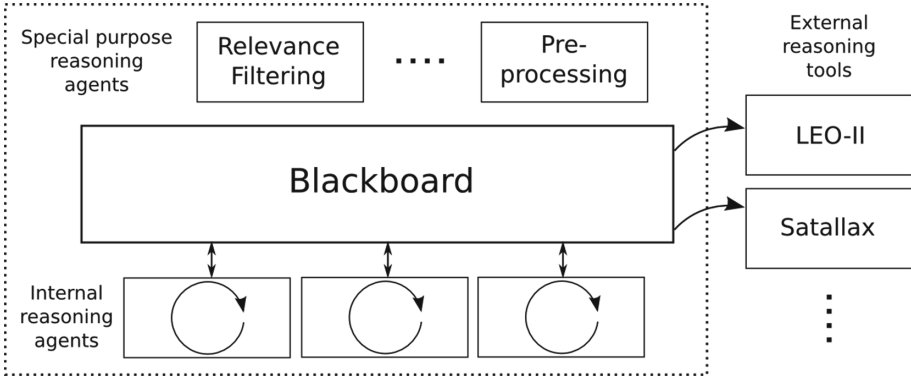 Special purpose
reasoning
agents
Relevance
Filtering
Pre-
processing
External
reasoning
tools
LEO-II
Blackboard
Satallax
Internal
reasoning
agents